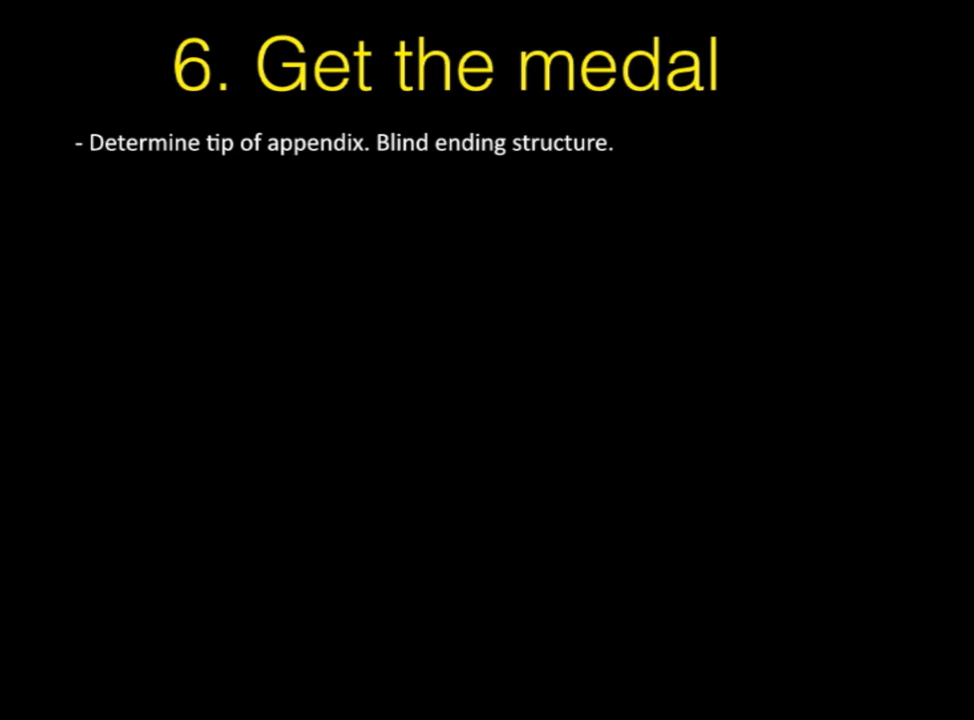 6. Get the medal
- Determine tip of appendix. Blind ending structure.